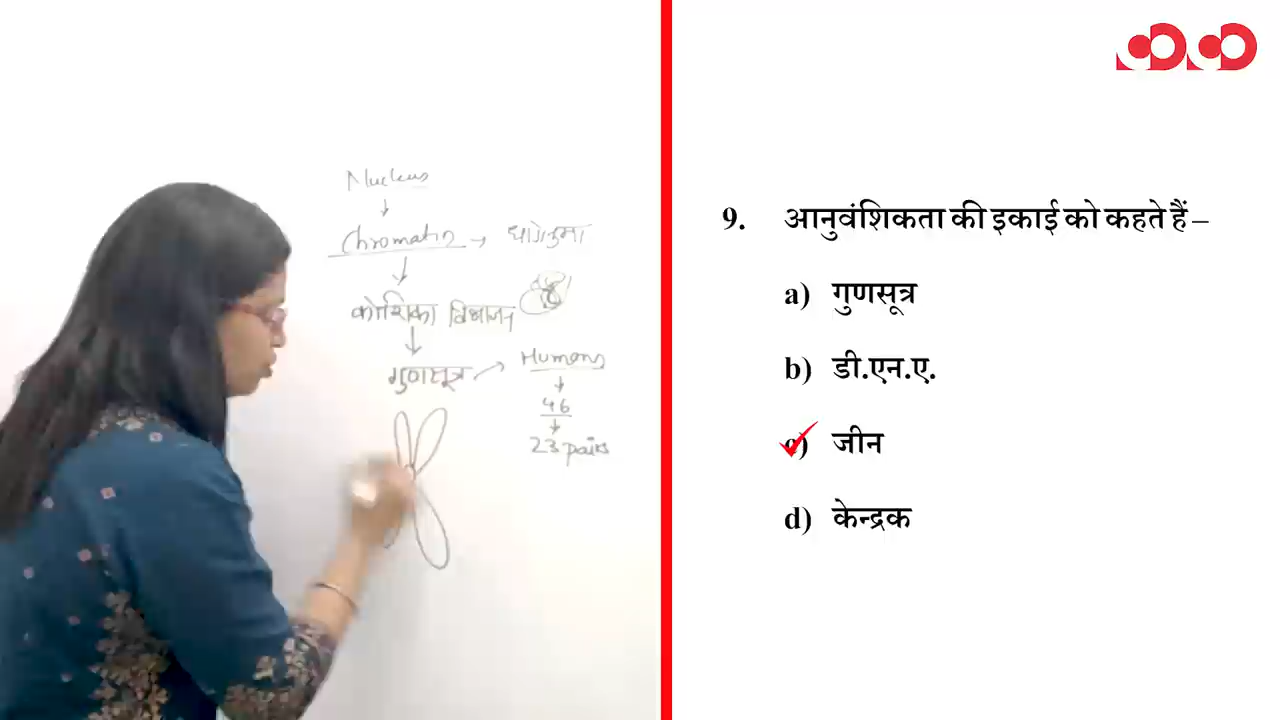 Nucleus
↓
Chromatin → धागेनुमा
↓
कोशिका विभाजन
↓
गुणसूत्र → Humans
↓
46
↓
23 pairs
9. आनुवंशिकता की इकाई को कहते हैं –
a) गुणसूत्र
b) डी.एन.ए.
c) जीन
d) केन्द्रक